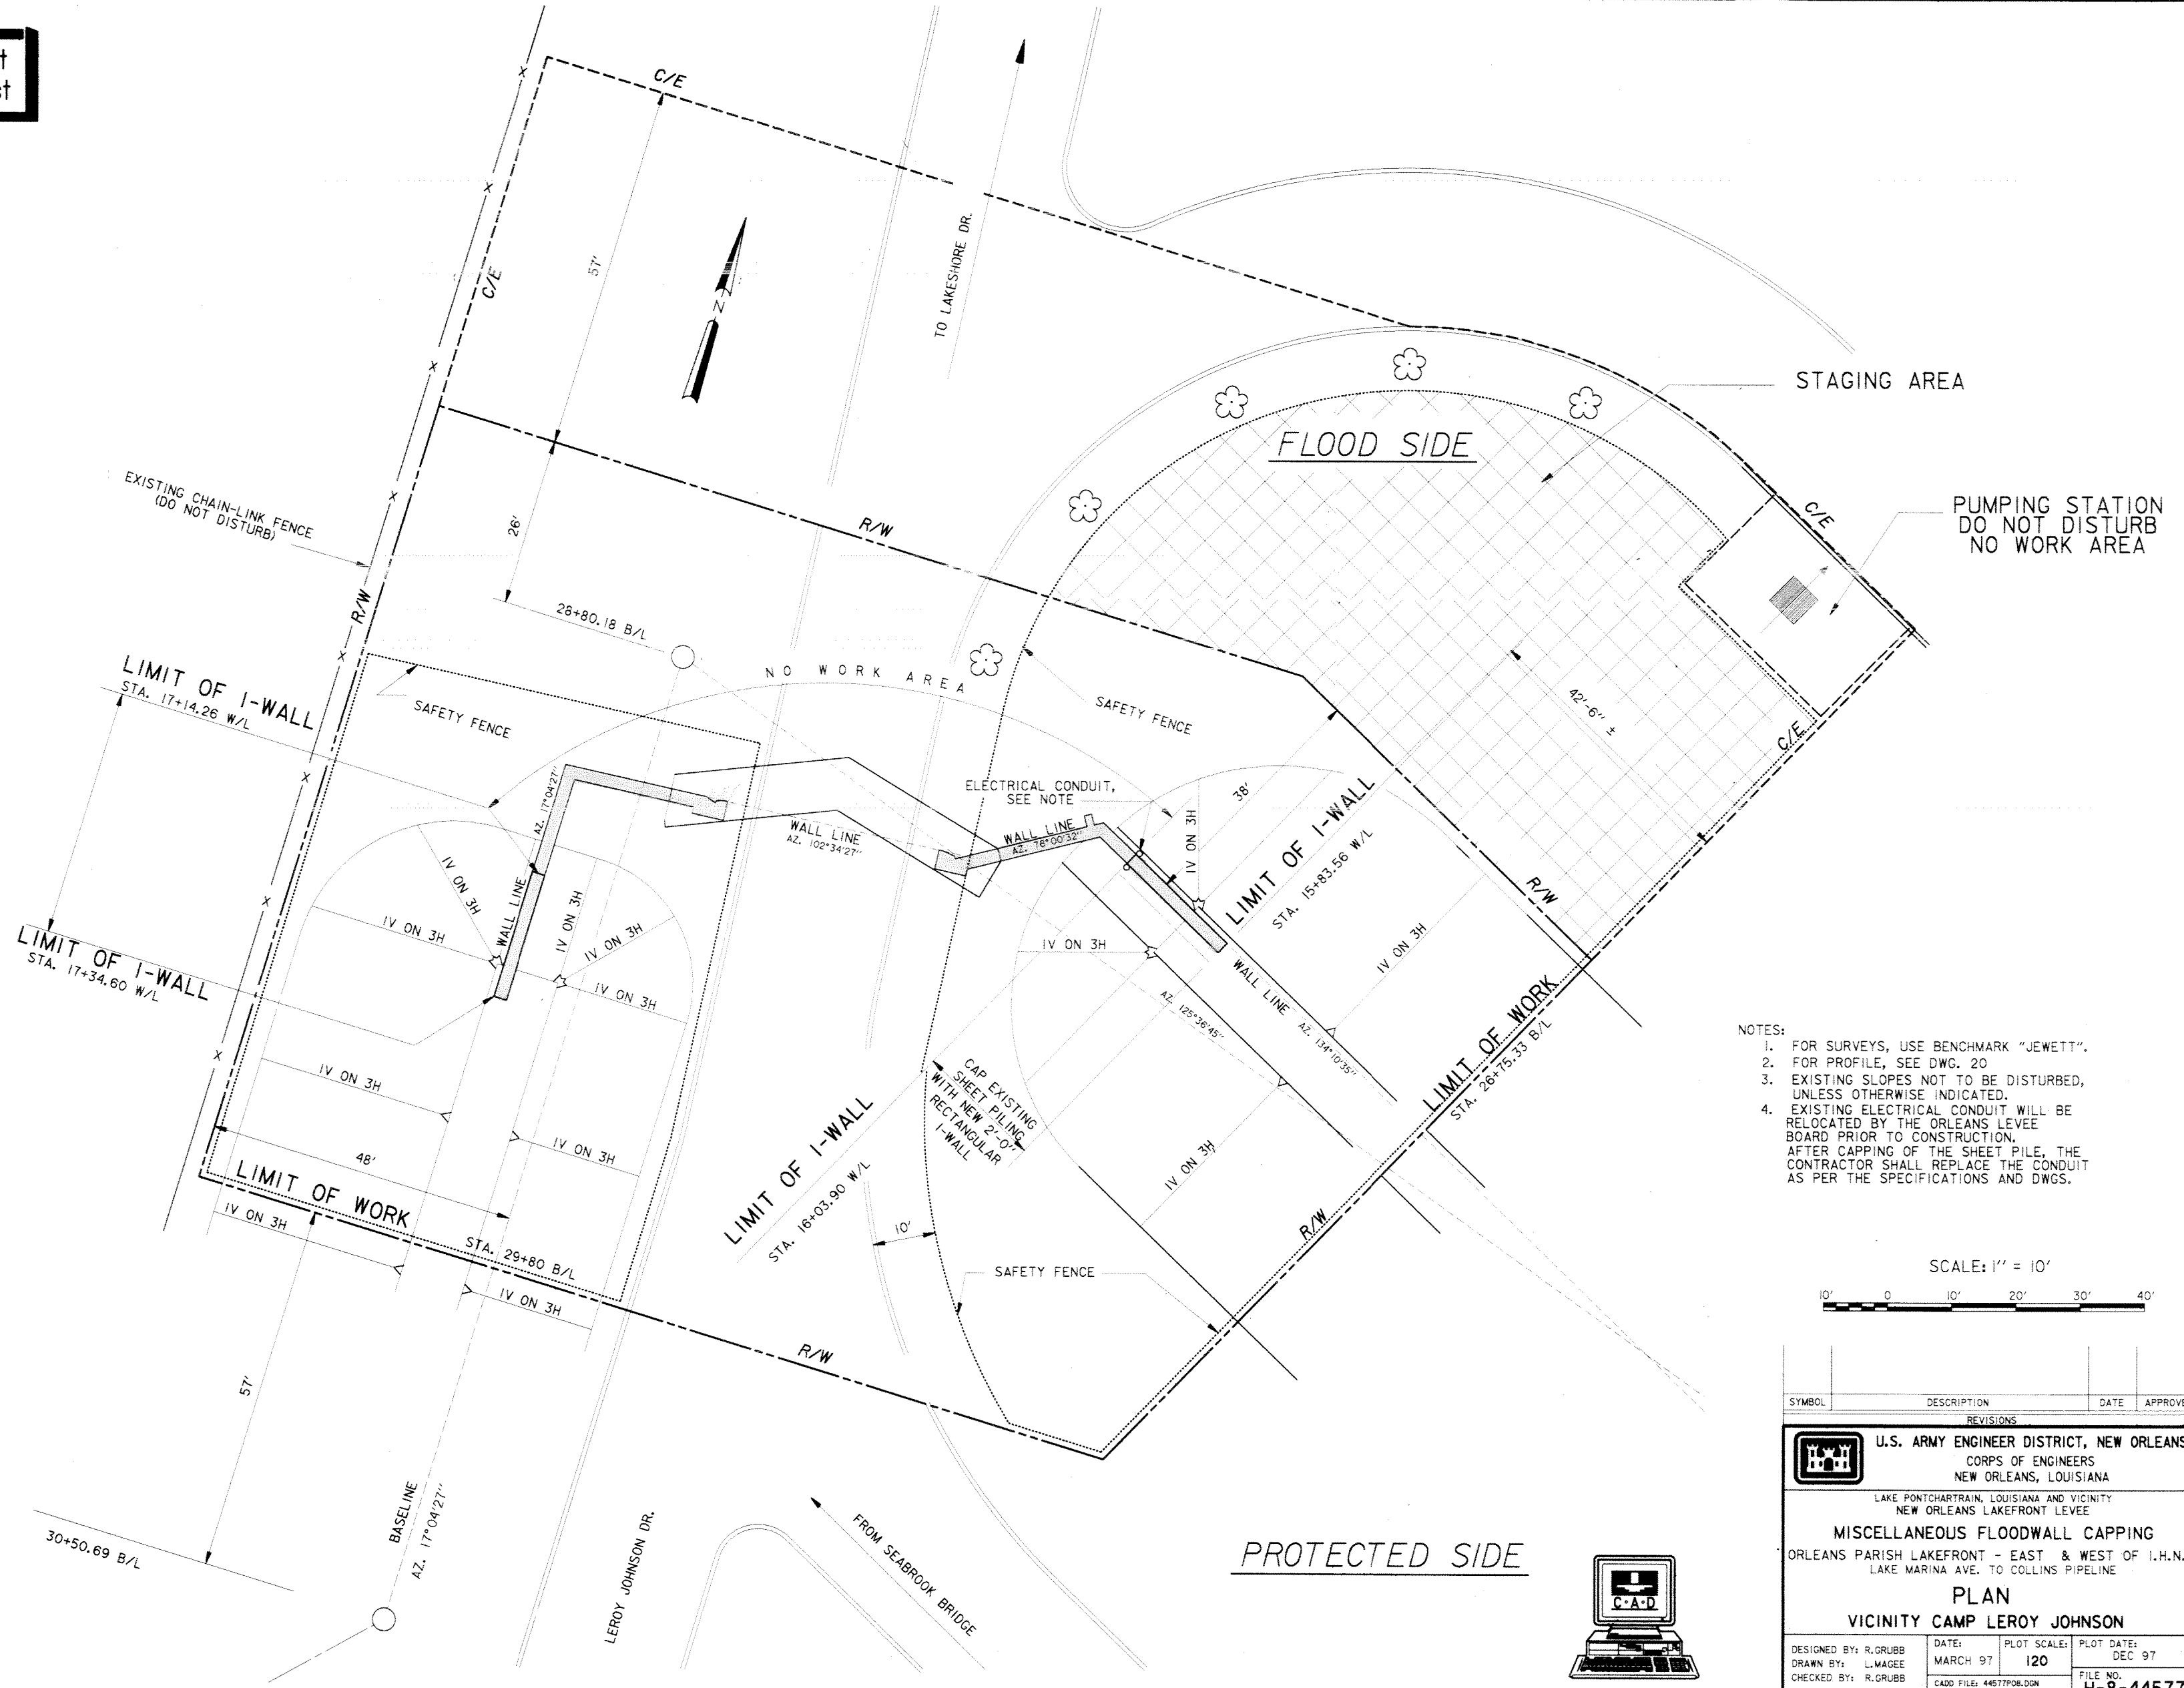 C/E
57'
C/E
TO LAKESHORE DR.
N
STAGING AREA
FLOOD SIDE
C/E
PUMPING STATION
DO NOT DISTURB
NO WORK AREA
EXISTING CHAIN-LINK FENCE
(DO NOT DISTURB)
26'
R/W
R/W
28+80.18 B/L
NO WORK AREA
LIMIT OF I-WALL
STA. 17+14.26 W/L
SAFETY FENCE
SAFETY FENCE
42'-6" ±
C/E
AZ. 17°04'27"
ELECTRICAL CONDUIT,
SEE NOTE
38'
WALL LINE
AZ. 102°34'27"
WALL LINE
AZ. 76°00'32"
IV ON 3H
LIMIT OF I-WALL
STA. 15+83.56 W/L
IV ON 3H
IV ON 3H
WALL LINE
IV ON 3H
IV ON 3H
IV ON 3H
R/W
IV ON 3H
IV ON 3H
LIMIT OF I-WALL
STA. 17+34.60 W/L
WALL LINE
AZ. 134°10'35"
AZ. 125°36'45"
IV ON 3H
IV ON 3H
CAP EXISTING
SHEET PILING
WITH NEW 2'-0"
RECTANGULAR
I-WALL
LIMIT OF WORK
STA. 26+75.33 B/L
NOTES:
1. FOR SURVEYS, USE BENCHMARK "JEWETT".
2. FOR PROFILE, SEE DWG. 20
3. EXISTING SLOPES NOT TO BE DISTURBED,
UNLESS OTHERWISE INDICATED.
4. EXISTING ELECTRICAL CONDUIT WILL BE
RELOCATED BY THE ORLEANS LEVEE
BOARD PRIOR TO CONSTRUCTION.
AFTER CAPPING OF THE SHEET PILE, THE
CONTRACTOR SHALL REPLACE THE CONDUIT
AS PER THE SPECIFICATIONS AND DWGS.
IV ON 3H
48'
LIMIT OF WORK
IV ON 3H
STA. 29+80 B/L
IV ON 3H
LIMIT OF I-WALL
STA. 16+03.90 W/L
10'
R/W
SAFETY FENCE
R/W
57'
SCALE: 1" = 10'
10' 0 10' 20' 30' 40'
BASELINE
AZ. 17°04'27"
30+50.69 B/L
LEROY JOHNSON DR.
FROM SEABROOK BRIDGE
PROTECTED SIDE
C·A·D
SYMBOL DESCRIPTION DATE
REVISIONS
U.S. ARMY ENGINEER DISTRICT, NEW ORLEANS
CORPS OF ENGINEERS
NEW ORLEANS, LOUISIANA
LAKE PONTCHARTRAIN, LOUISIANA AND VICINITY
NEW ORLEANS LAKEFRONT LEVEE
MISCELLANEOUS FLOODWALL CAPPING
ORLEANS PARISH LAKEFRONT - EAST & WEST OF I.H.N.
LAKE MARINA AVE. TO COLLINS PIPELINE
PLAN
VICINITY CAMP LEROY JOHNSON
DESIGNED BY: R.GRUBB
DRAWN BY: L.MAGEE
CHECKED BY: R.GRUBB
DATE:
MARCH 97
PLOT SCALE:
120
PLOT DATE:
DEC 97
CADD FILE: 44577P08.DGN
FILE NO.
H-8-44577